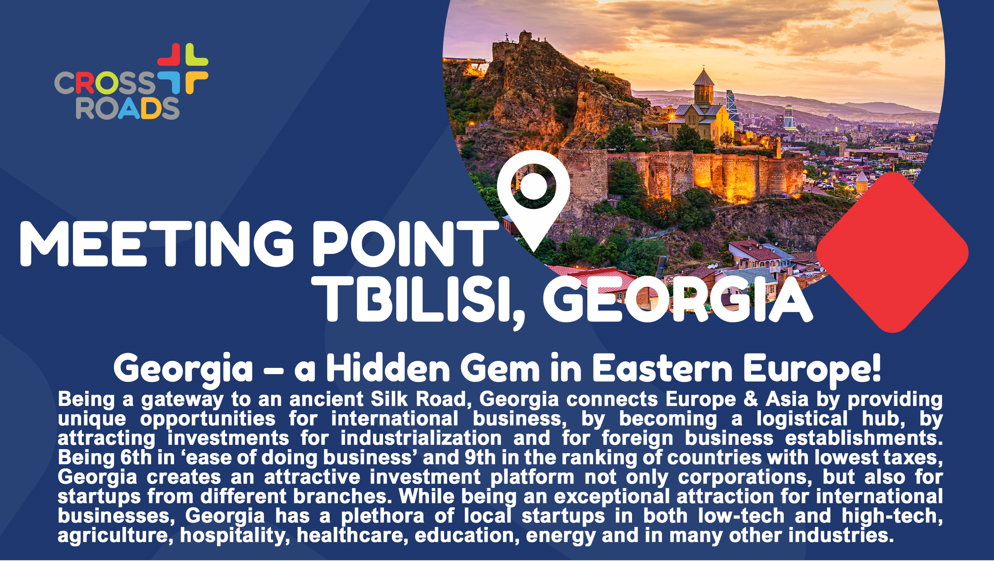 CROSS
ROADS
MEETING POINT
TBILISI, GEORGIA
Georgia – a Hidden Gem in Eastern Europe!
Being a gateway to an ancient Silk Road, Georgia connects Europe & Asia by providing
unique opportunities for international business, by becoming a logistical hub, by
attracting investments for industrialization and for foreign business establishments.
Being 6th in ‘ease of doing business’ and 9th in the ranking of countries with lowest taxes,
Georgia creates an attractive investment platform not only corporations, but also for
startups from different branches. While being an exceptional attraction for international
businesses, Georgia has a plethora of local startups in both low-tech and high-tech,
agriculture, hospitality, healthcare, education, energy and in many other industries.